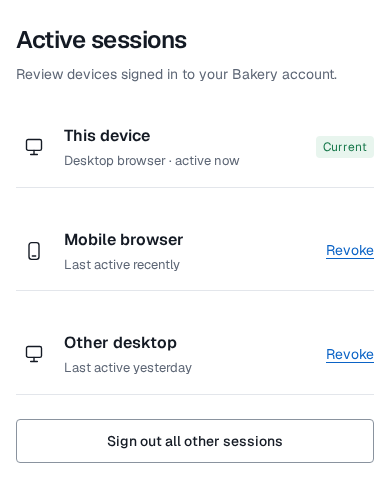 Active sessions
Review devices signed in to your Bakery account.
This device
Desktop browser · active now
Current
Mobile browser
Last active recently
Revoke
Other desktop
Last active yesterday
Revoke
Sign out all other sessions